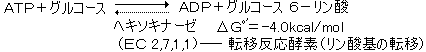 ATP+グルコース ⇄ ADP+グルコース 6-リン酸
ヘキソキナーゼ ΔG°'=-4.0kcal/mol
(EC 2,7,1,1)── 転移反応酵素(リン酸基の転移)